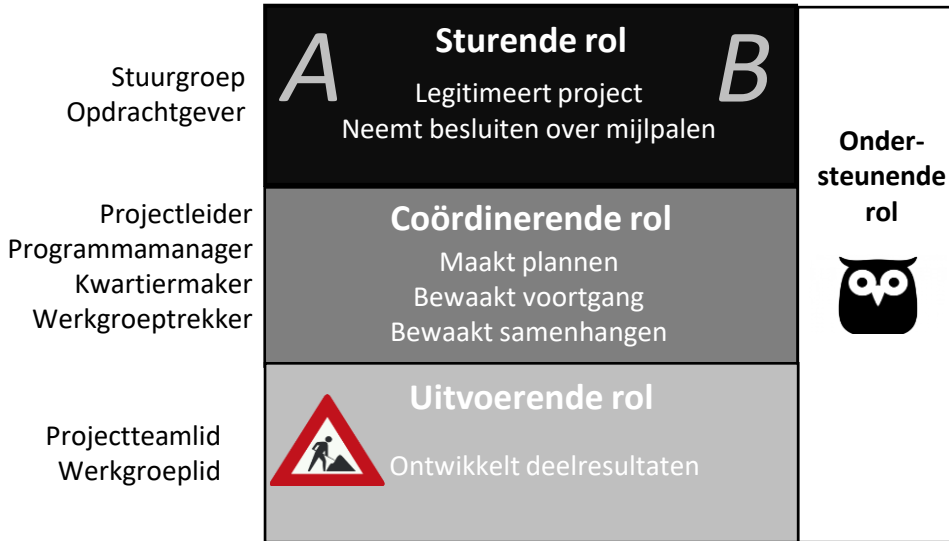 Stuurgroep
Opdrachtgever
A
Sturende rol
B
Legitimeert project
Neemt besluiten over mijlpalen
Projectleider
Programmamanager
Kwartiermaker
Werkgroeptrekker
Coördinerende rol
Maakt plannen
Bewaakt voortgang
Bewaakt samenhangen
Projectteamlid
Werkgroeplid
Uitvoerende rol
Ontwikkelt deelresultaten
Onder-
steunende
rol